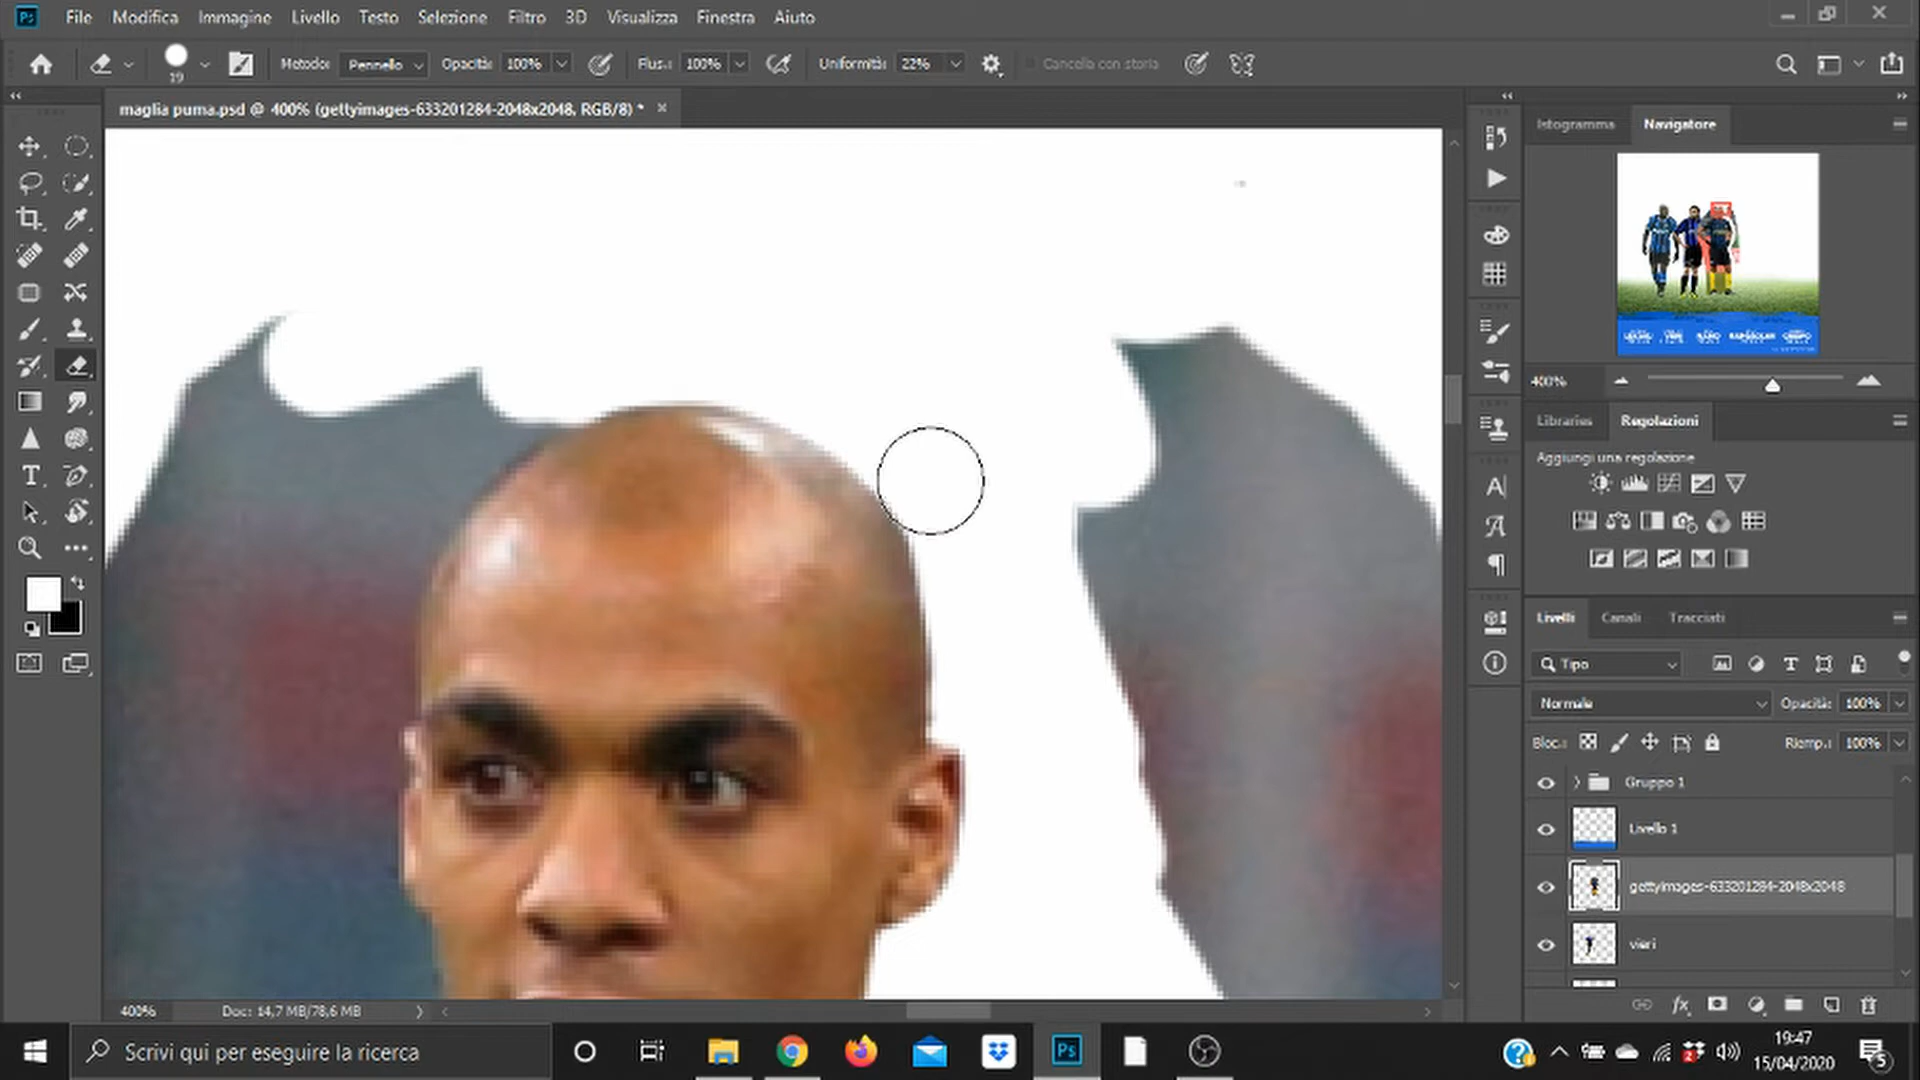 File Modifica Immagine Livello Testo Selezione Filtro 3D Visualizza Finestra Aiuto
19 Metodo: Pennello Opacità: 100% Flus.: 100% Uniformità: 22% Cancella con storia
maglia puma.psd @ 400% (gettyimages-633201284-2048x2048, RGB/8) *
Istogramma Navigatore
400%
Libraries Regolazioni
Aggiungi una regolazione
Livelli Canali Tracciati
Tipo
Normale Opacità: 100%
Bloc.: Riemp.: 100%
Gruppo 1
Livello 1
gettyimages-633201284-2048x2048
vieri
400% Doc: 14,7 MB/78,6 MB
Scrivi qui per eseguire la ricerca
19:47
15/04/2020
5